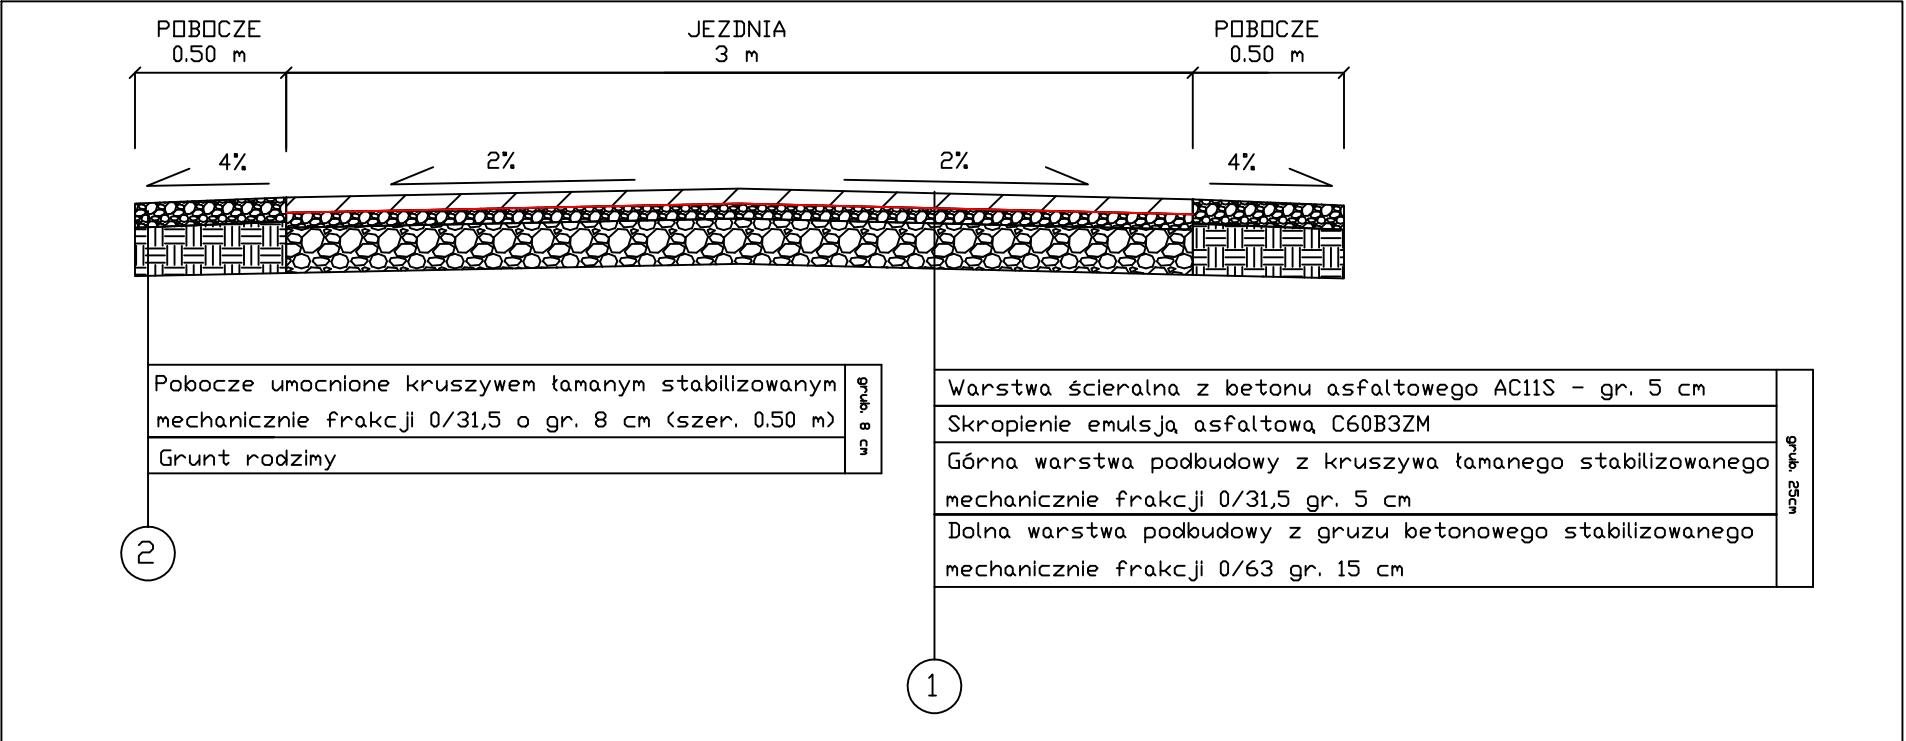 POBOCZE
0.50 m
JEZDNIA
3 m
POBOCZE
0.50 m
4%
2%
2%
4%
Pobocze umocnione kruszywem łamanym stabilizowanym
mechanicznie frakcji 0/31,5 o gr. 8 cm (szer. 0.50 m)
Grunt rodzimy
grub. 8 cm
2
Warstwa ścieralna z betonu asfaltowego AC11S - gr. 5 cm
Skropienie emulsją asfaltową C60B3ZM
Górna warstwa podbudowy z kruszywa łamanego stabilizowanego
mechanicznie frakcji 0/31,5 gr. 5 cm
Dolna warstwa podbudowy z gruzu betonowego stabilizowanego
mechanicznie frakcji 0/63 gr. 15 cm
grub. 25cm
1